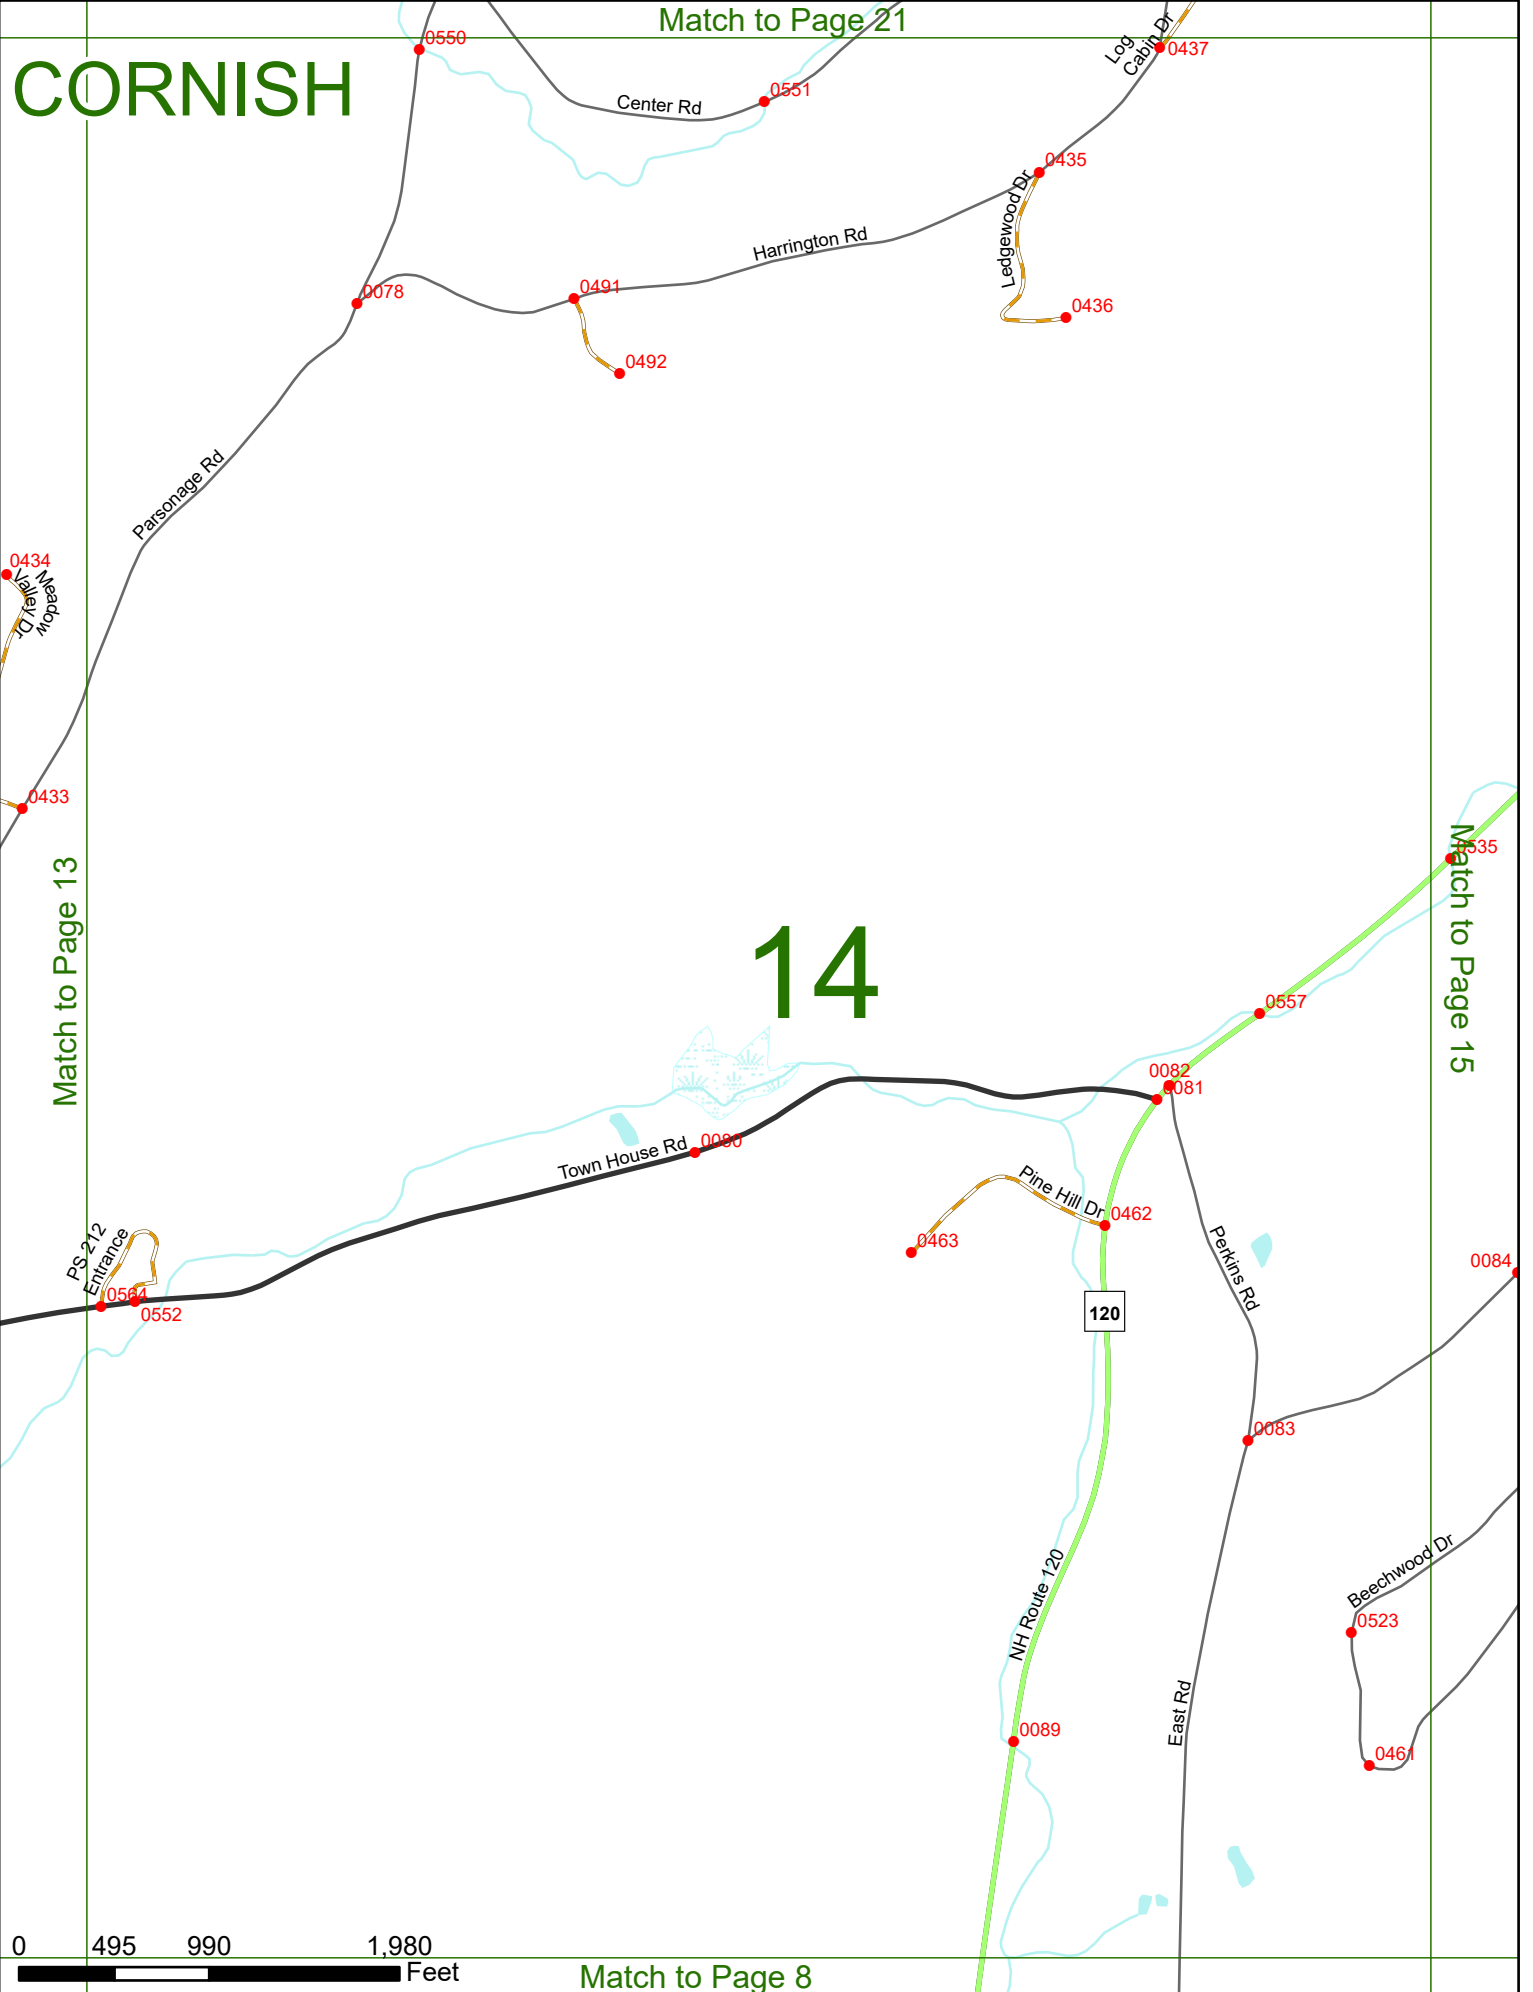 Match to Page 21
CORNISH
0550
0551
Center Rd
Log
Cabin Dr
0437
0435
Ledgewood Dr
Harrington Rd
0078
0491
0436
0492
Parsonage Rd
0434
Meadow
Valley Dr
0433
Match to Page 13
0535
Match to Page 15
14
0557
0082
0081
0080
Town House Rd
Pine Hill Dr
0462
0463
PS 212
Entrance
0564
0552
Perkins Rd
0084
120
0083
NH Route 120
Beechwood Dr
0523
East Rd
0089
0461
0 495 990 1,980
Feet
Match to Page 8